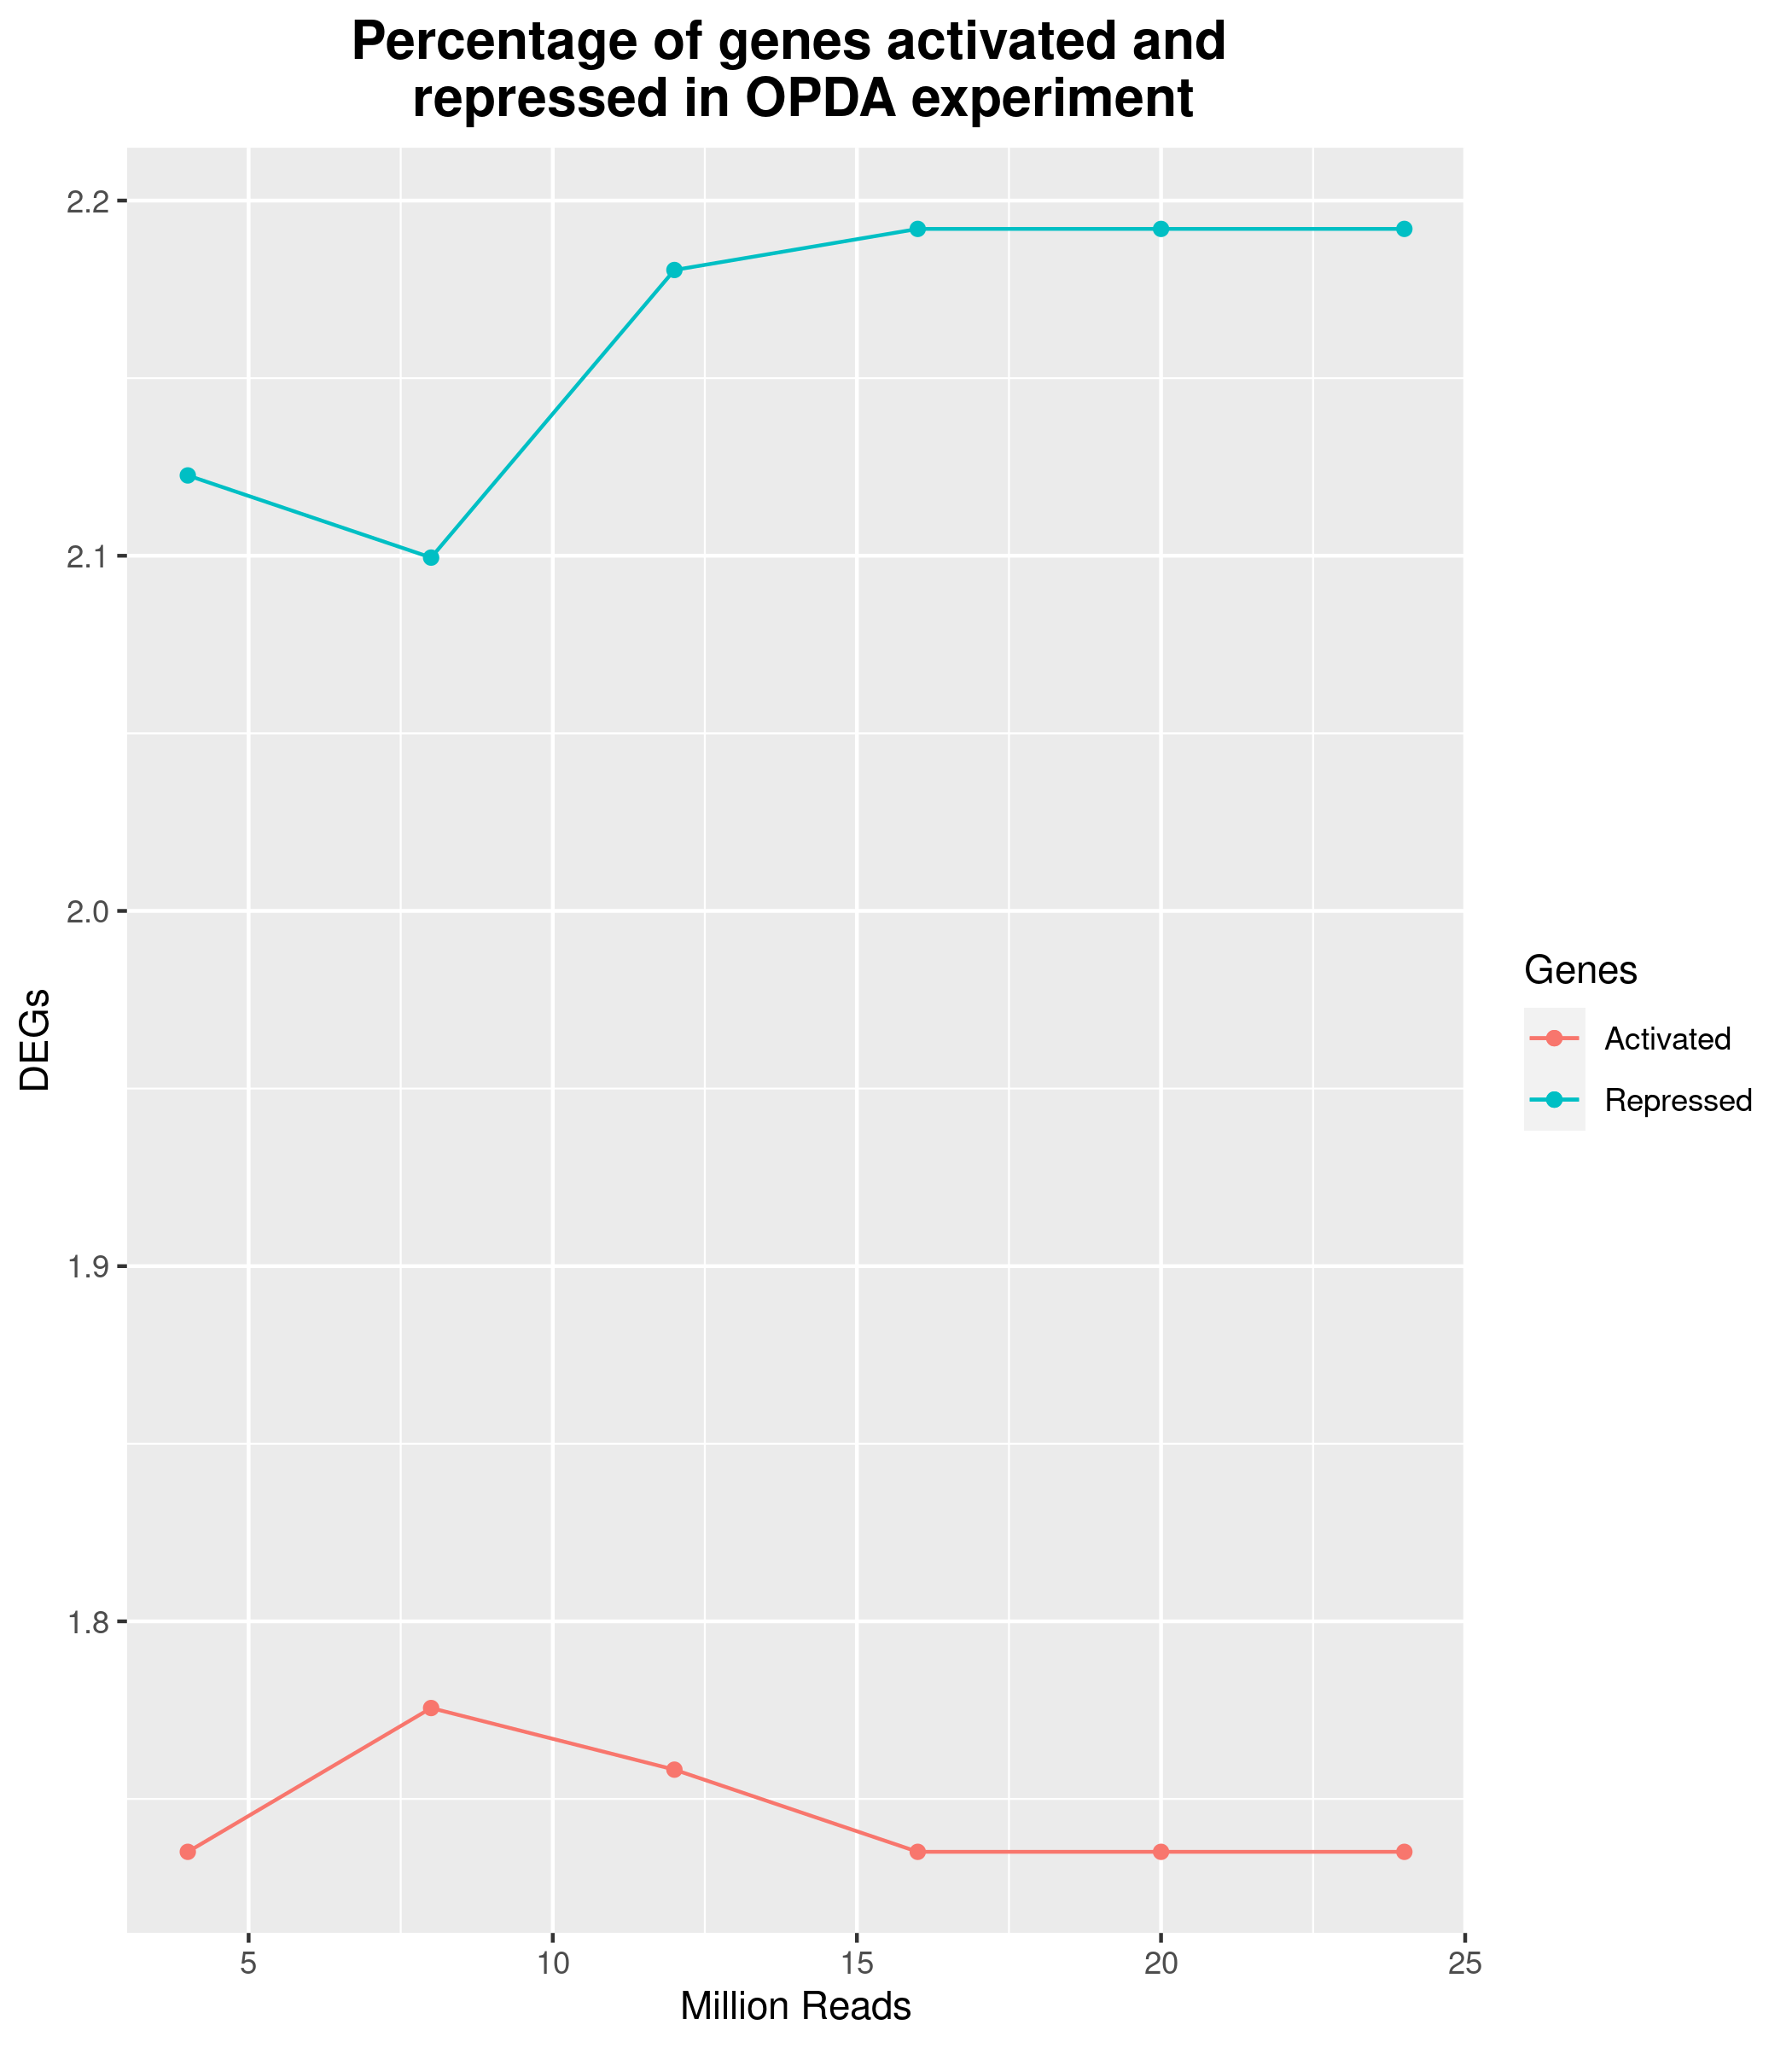 Percentage of genes activated and
repressed in OPDA experiment
2.2
2.1
2.0
1.9
1.8
DEGs
5 10 15 20 25
Million Reads
Genes
Activated
Repressed